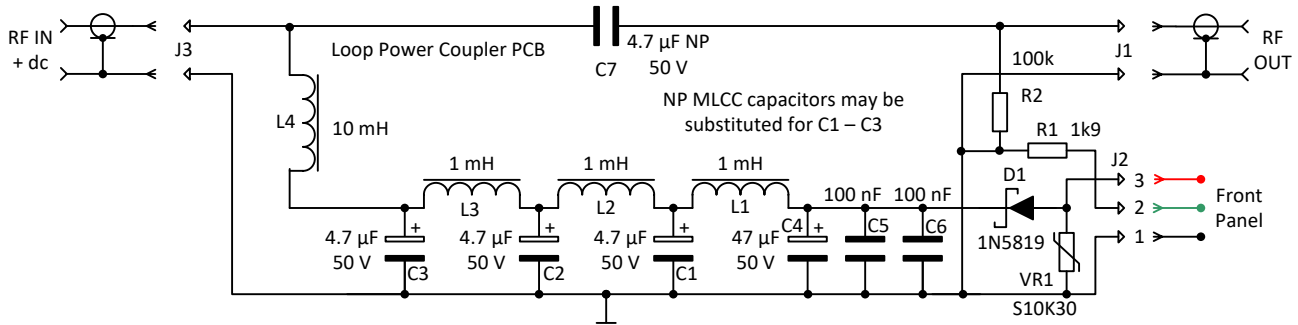 RF IN
+ dc
J3
Loop Power Coupler PCB
4.7 µF NP
50 V
C7
NP MLCC capacitors may be
substituted for C1 – C3
100k
R2
J1
RF
OUT
L4
10 mH
R1 1k9
J2
1 mH
L3
1 mH
L2
1 mH
L1
100 nF
100 nF
D1
1N5819
3
2
1
Front
Panel
4.7 µF
50 V
+
C3
4.7 µF
50 V
+
C2
4.7 µF
50 V
+
C1
47 µF
50 V
C4
+
C5
C6
VR1
S10K30